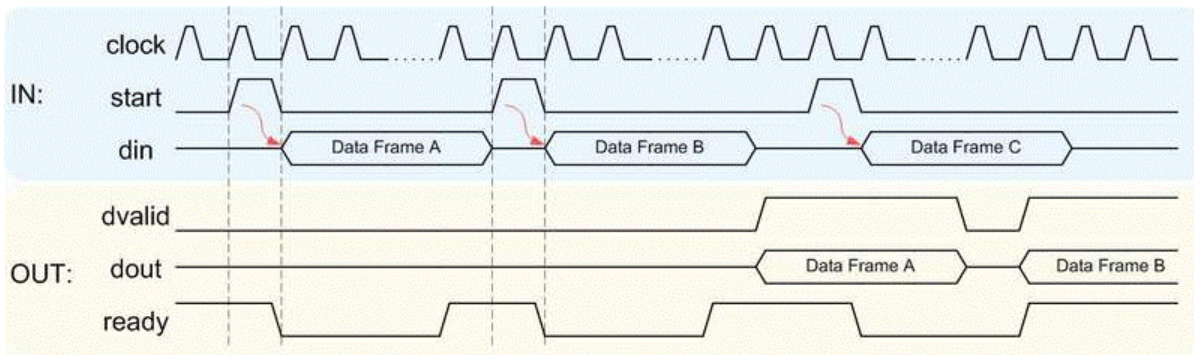 IN:
clock
start
din
Data Frame A
Data Frame B
Data Frame C
OUT:
dvalid
dout
Data Frame A
Data Frame B
ready